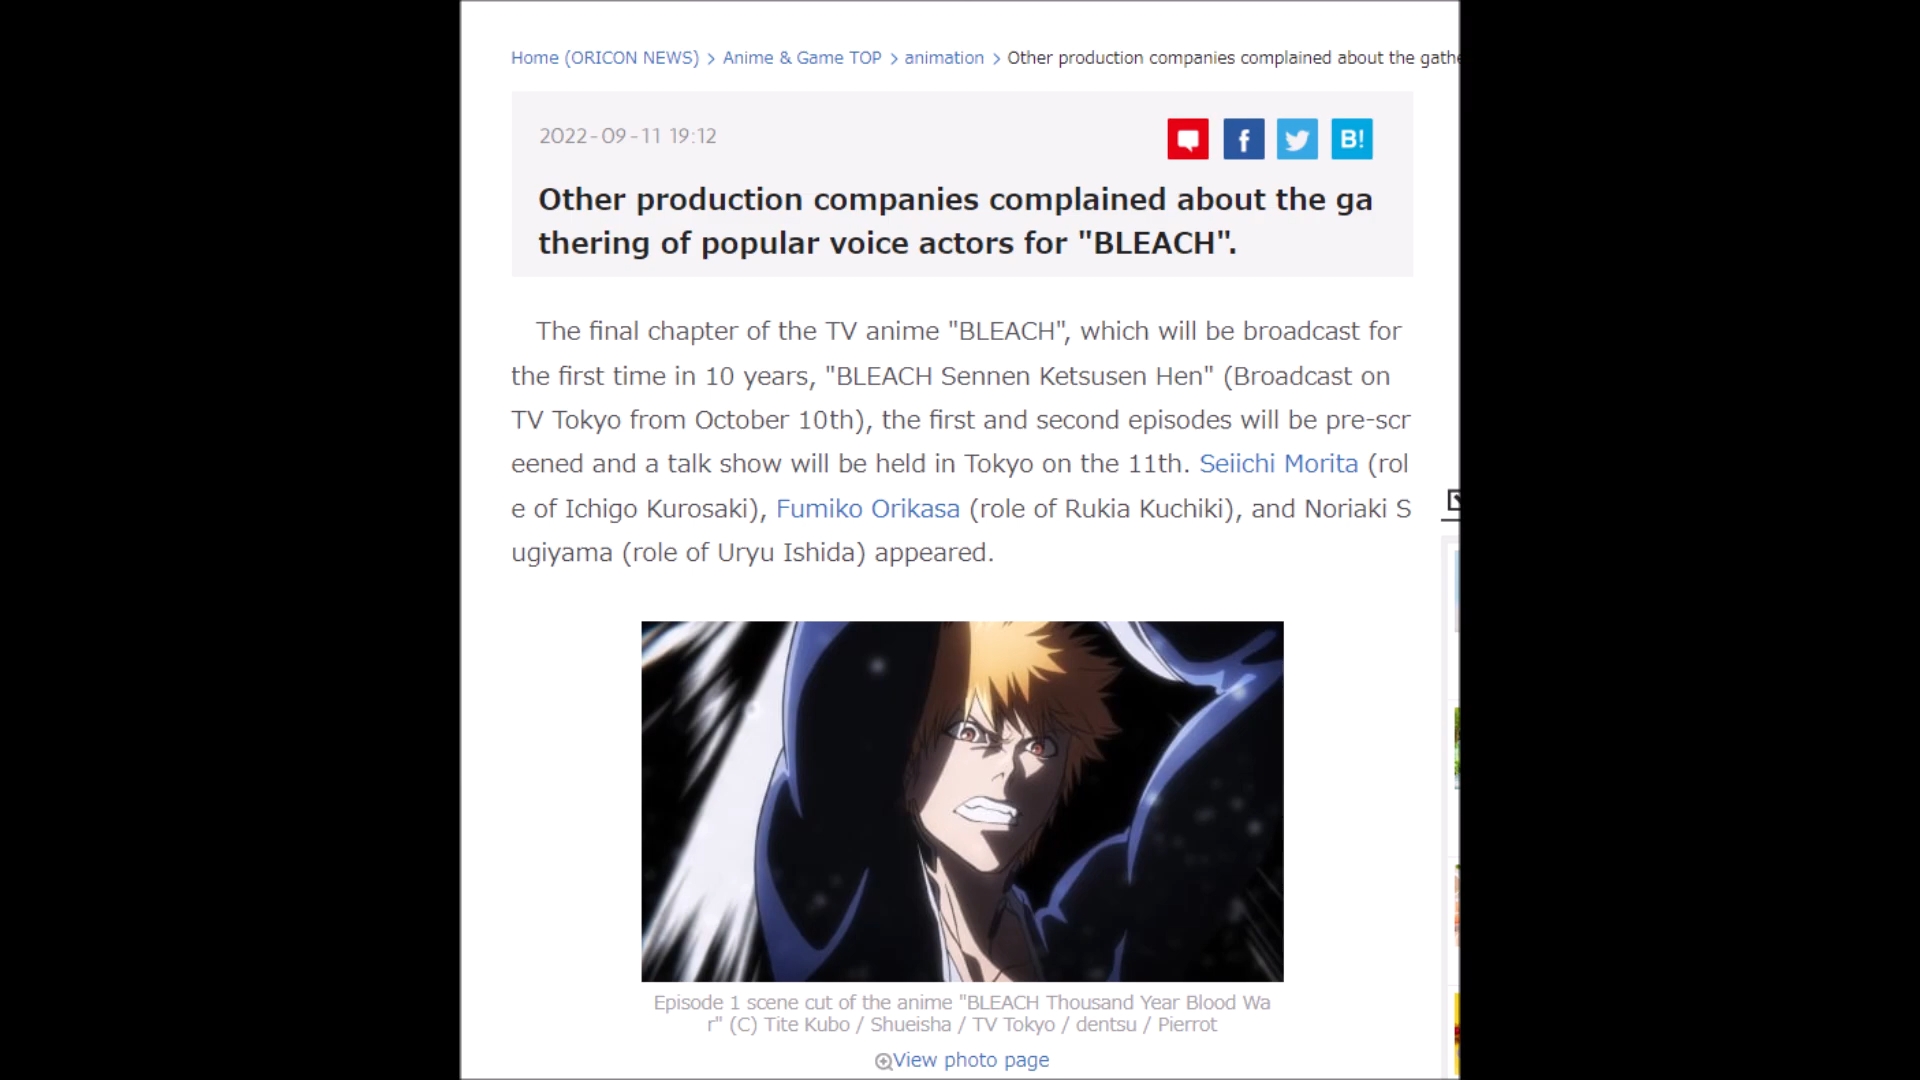 Home (ORICON NEWS) > Anime & Game TOP > animation > Other production companies complained about the gathe
2022-09-11 19:12
f
B!
Other production companies complained about the ga
thering of popular voice actors for "BLEACH".
The final chapter of the TV anime "BLEACH", which will be broadcast for
the first time in 10 years, "BLEACH Sennen Ketsusen Hen" (Broadcast on
TV Tokyo from October 10th), the first and second episodes will be pre-scr
eened and a talk show will be held in Tokyo on the 11th. Seiichi Morita (rol
e of Ichigo Kurosaki), Fumiko Orikasa (role of Rukia Kuchiki), and Noriaki S
ugiyama (role of Uryu Ishida) appeared.
Episode 1 scene cut of the anime "BLEACH Thousand Year Blood Wa
r" (C) Tite Kubo / Shueisha / TV Tokyo / dentsu / Pierrot
View photo page